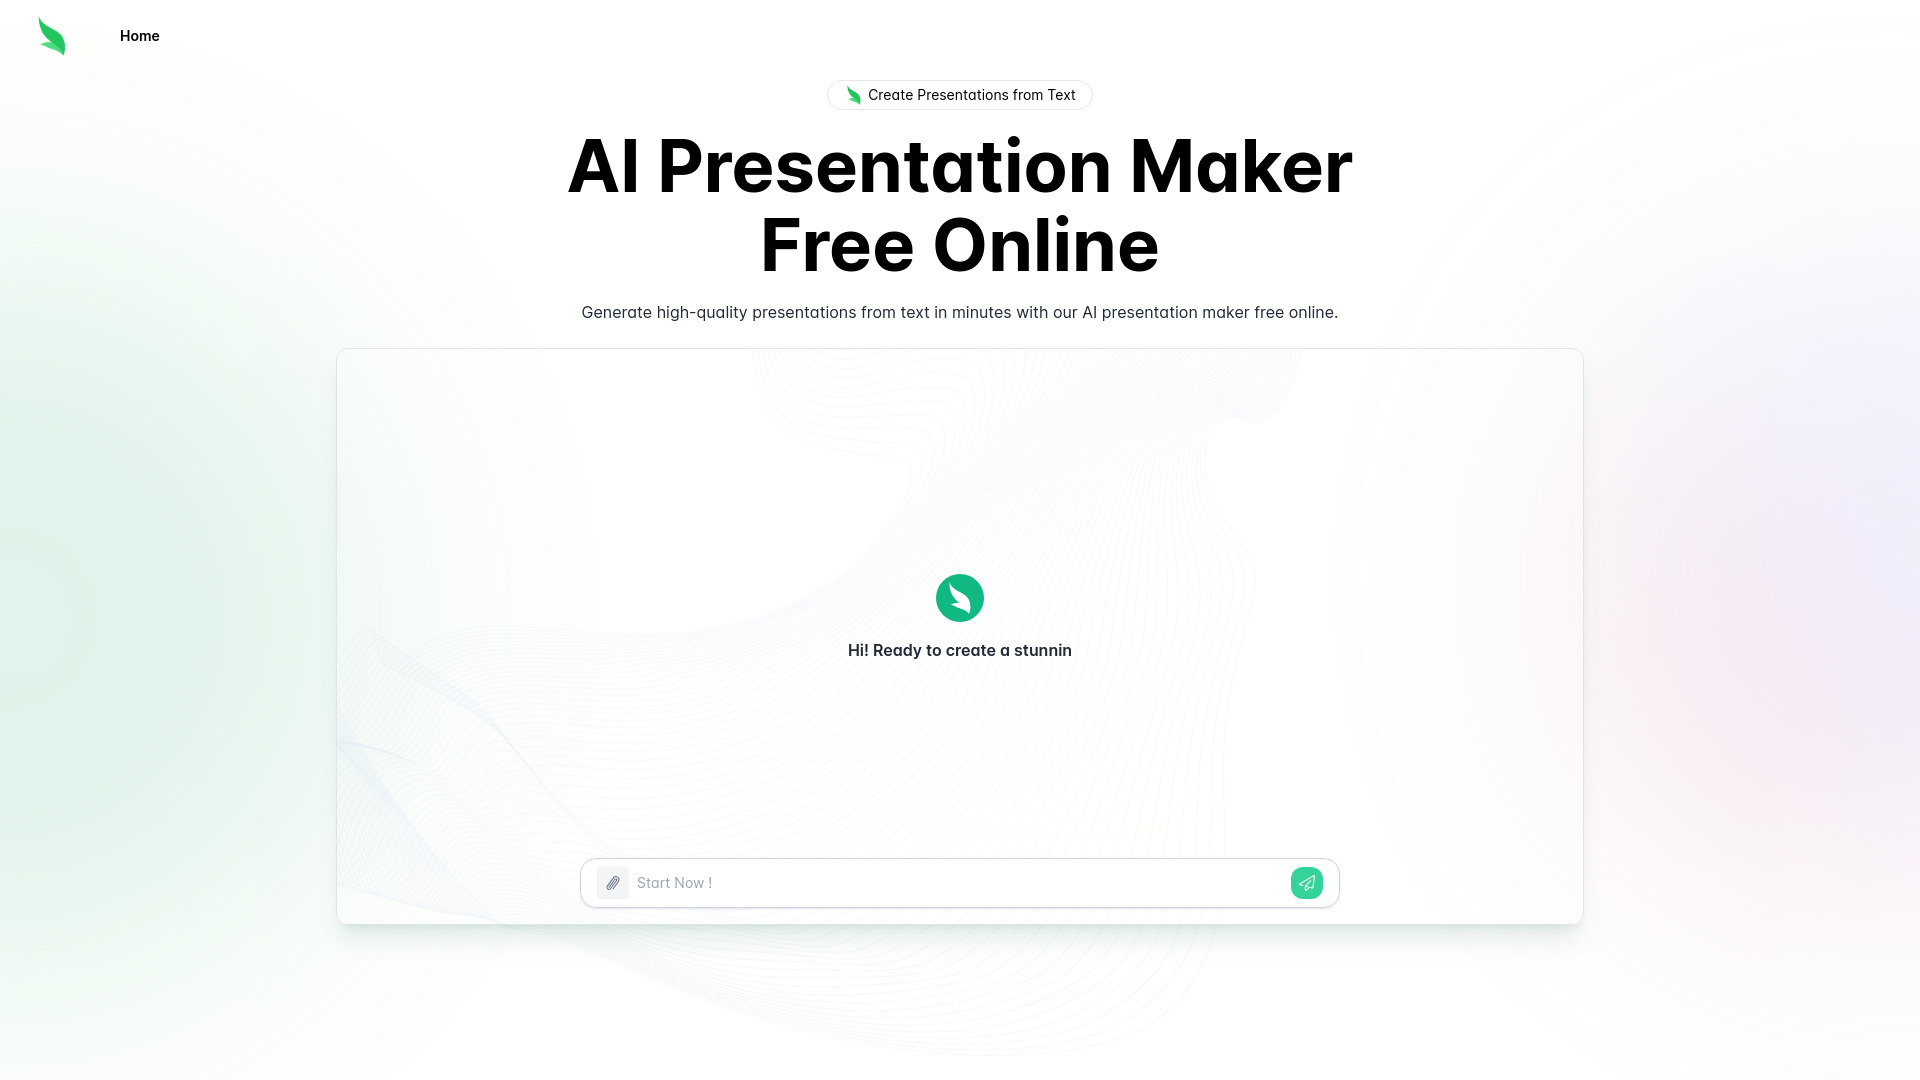 Home
Create Presentations from Text
AI Presentation Maker
Free Online
Generate high-quality presentations from text in minutes with our AI presentation maker free online.
Hi! Ready to create a stunnin
Start Now !